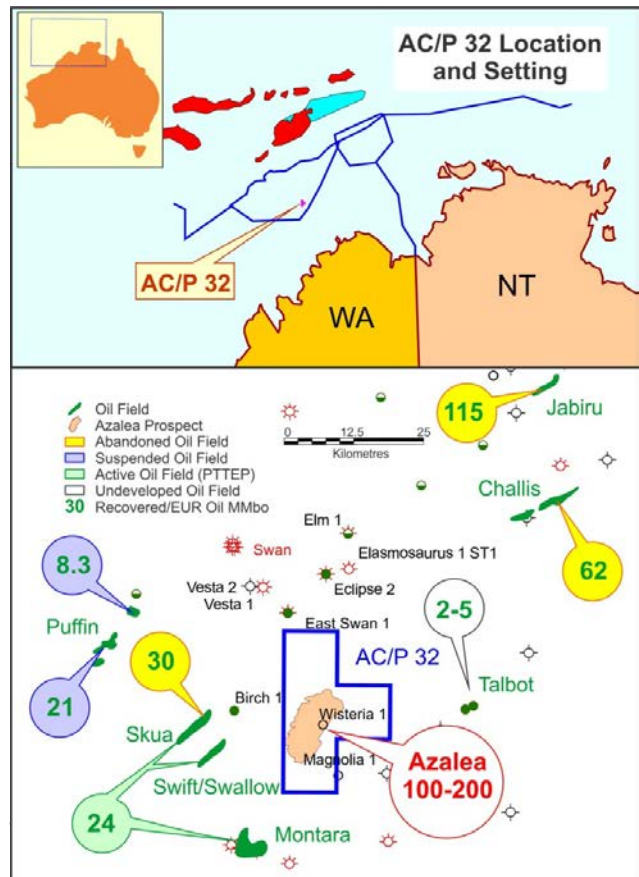 AC/P 32 Location
and Setting
AC/P 32
WA
NT
Oil Field
Azalea Prospect
Abandoned Oil Field
Suspended Oil Field
Active Oil Field (PTTEP)
Undeveloped Oil Field
30 Recovered/EUR Oil MMbo
0 12.5 25
Kilometres
115
Jabiru
Challis
62
Elm 1
Swan
Elasmosaurus 1 ST1
Vesta 2
Eclipse 2
Vesta 1
8.3
East Swan 1
2-5
Puffin
AC/P 32
30
21
Birch 1
Talbot
Wisteria 1
Skua
Magnolia 1
Azalea
100-200
Swift/Swallow
24
Montara